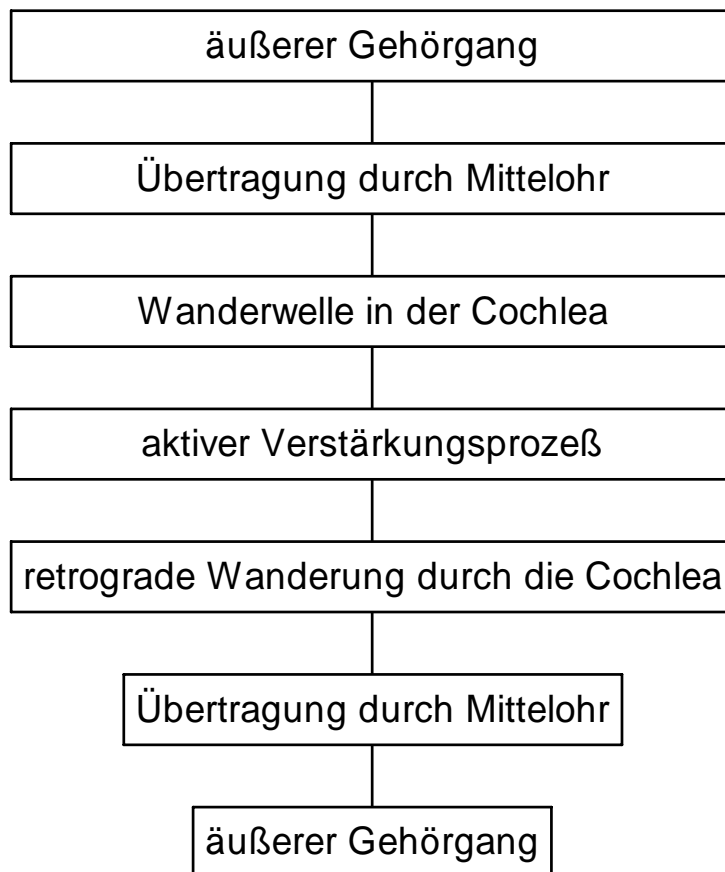 äußerer Gehörgang
Übertragung durch Mittelohr
Wanderwelle in der Cochlea
aktiver Verstärkungsprozeß
retrograde Wanderung durch die Cochlea
Übertragung durch Mittelohr
äußerer Gehörgang